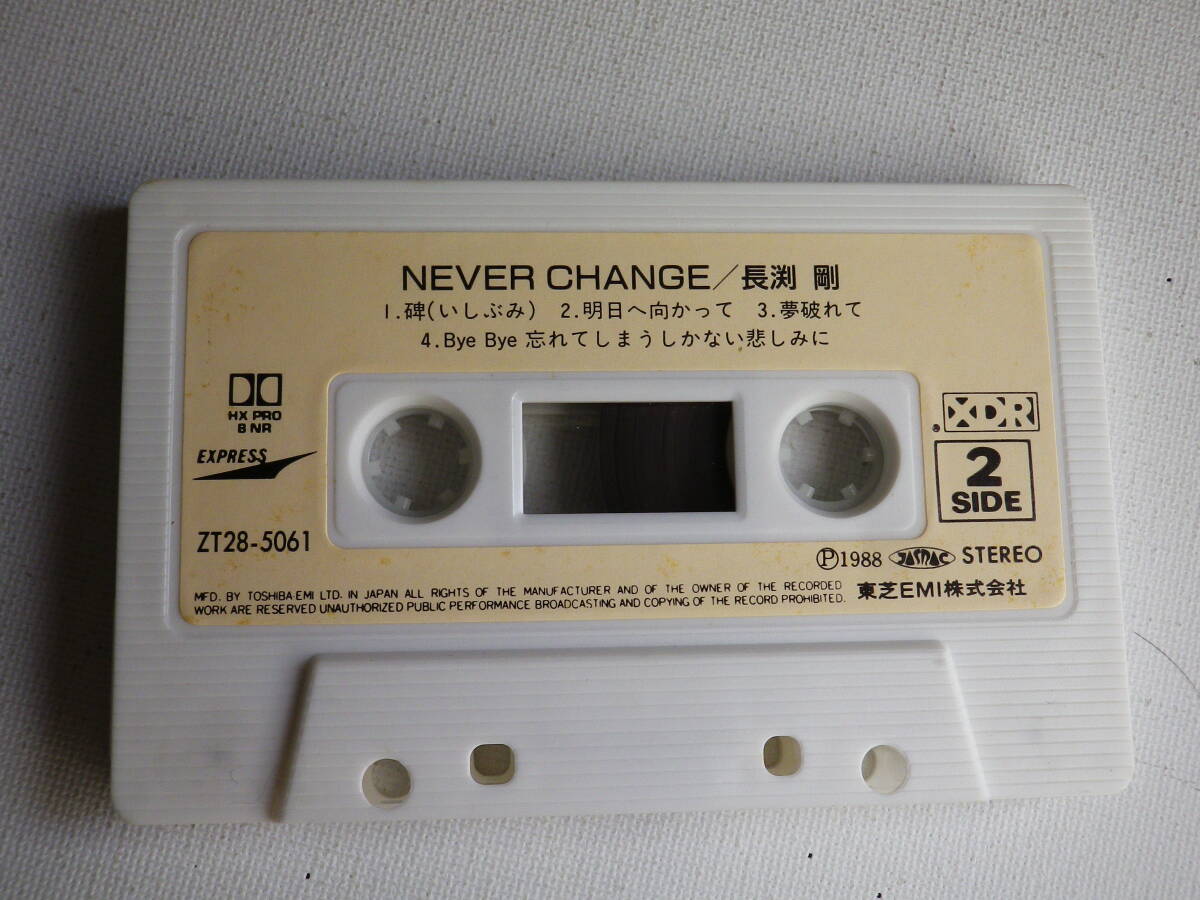 NEVER CHANGE/長渕 剛
1.碑(いしぶみ) 2.明日へ向かって 3.夢破れて
4.Bye Bye 忘れてしまうしかない悲しみに
HX PRO
B NR
EXPRESS
XDR
2
SIDE
ZT28-5061
Ⓟ1988 JASRAC STEREO
MFD. BY TOSHIBA-EMI LTD. IN JAPAN ALL RIGHTS OF THE MANUFACTURER AND OF THE OWNER OF THE RECORDED
WORK ARE RESERVED UNAUTHORIZED PUBLIC PERFORMANCE BROADCASTING AND COPYING OF THE RECORD PROHIBITED.
東芝EMI株式会社